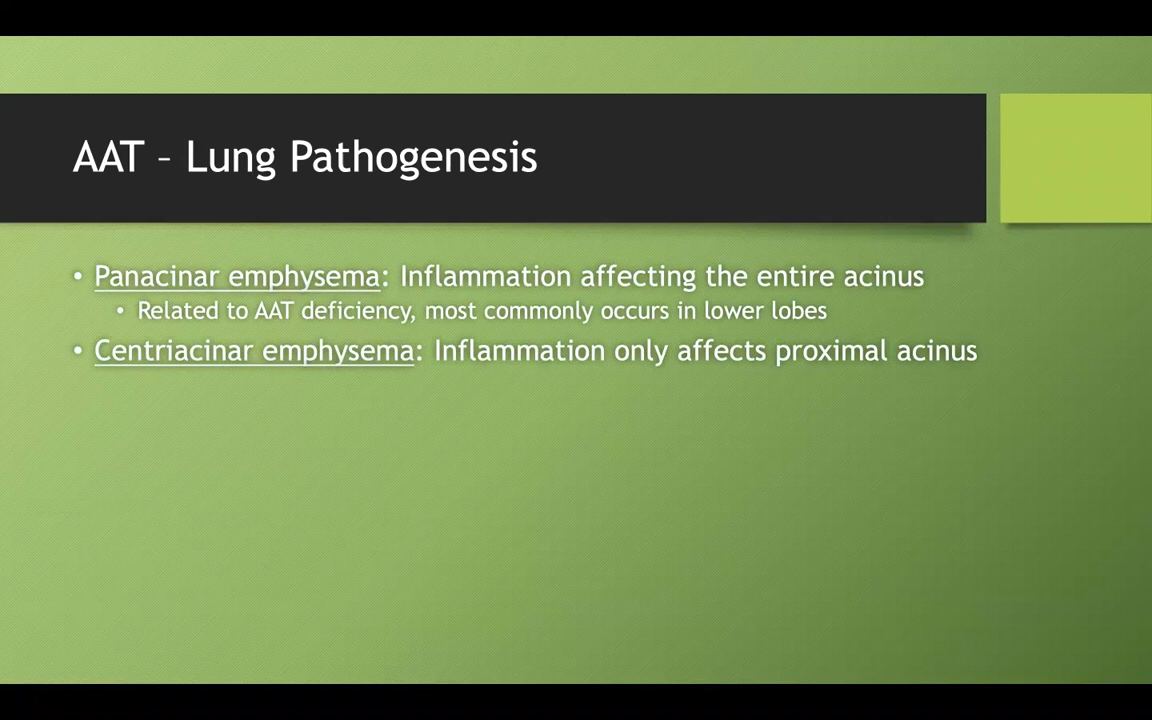 AAT – Lung Pathogenesis
• Panacinar emphysema: Inflammation affecting the entire acinus
• Related to AAT deficiency, most commonly occurs in lower lobes
• Centriacinar emphysema: Inflammation only affects proximal acinus